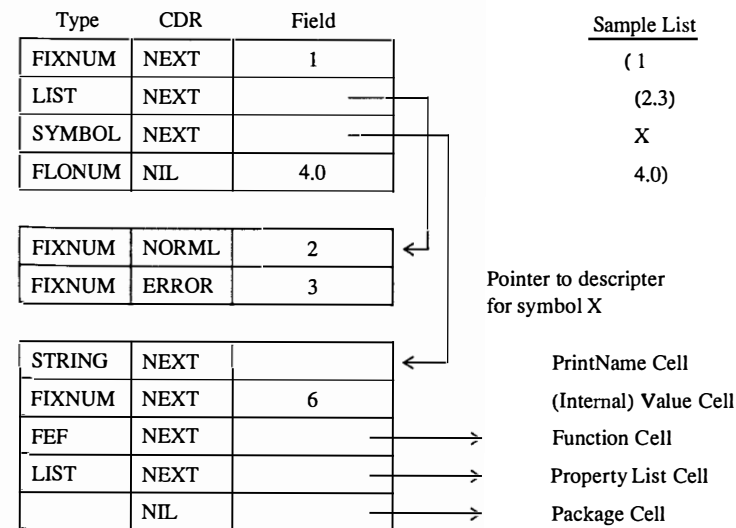 Type CDR Field Sample List
FIXNUM NEXT 1 ( 1
LIST NEXT (2.3)
SYMBOL NEXT X
FLONUM NIL 4.0 4.0)
FIXNUM NORML 2
FIXNUM ERROR 3
Pointer to descripter
for symbol X
STRING NEXT PrintName Cell
FIXNUM NEXT 6 (Internal) Value Cell
FEF NEXT Function Cell
LIST NEXT Property List Cell
NIL Package Cell